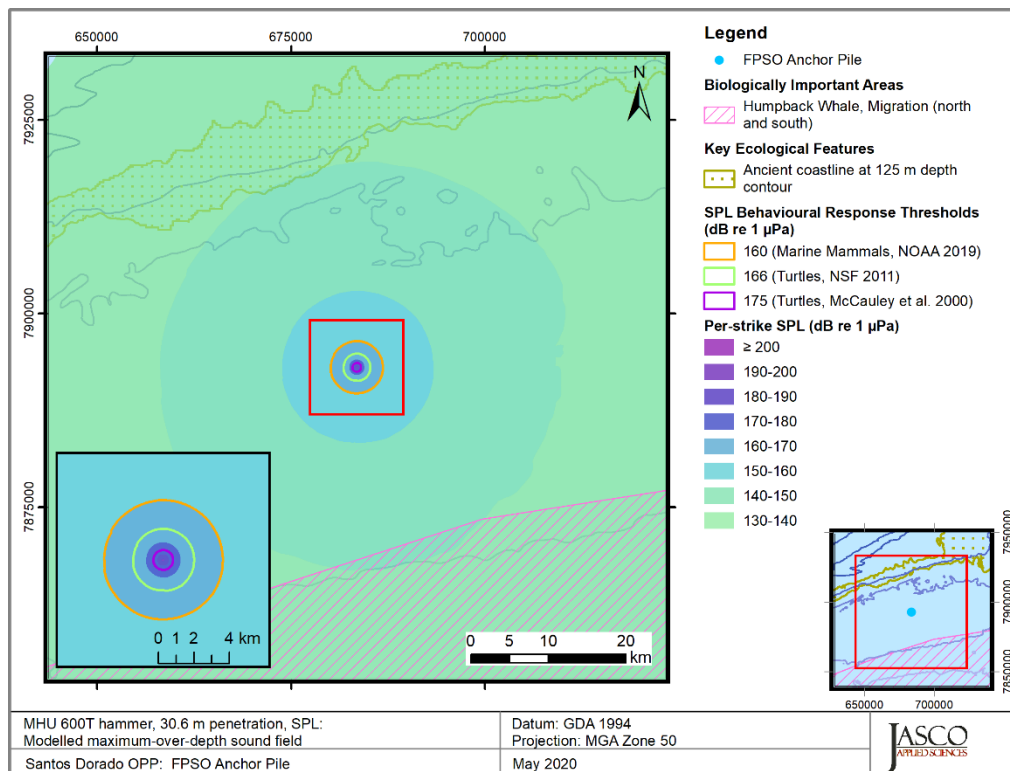 650000
675000
700000
7925000
7900000
7875000
N
0 1 2 4 km
0 5 10 20
km
Legend
FPSO Anchor Pile
Biologically Important Areas
Humpback Whale, Migration (north
and south)
Key Ecological Features
Ancient coastline at 125 m depth
contour
SPL Behavioural Response Thresholds
(dB re 1 µPa)
160 (Marine Mammals, NOAA 2019)
166 (Turtles, NSF 2011)
175 (Turtles, McCauley et al. 2000)
Per-strike SPL (dB re 1 µPa)
≥ 200
190-200
180-190
170-180
160-170
150-160
140-150
130-140
7950000
7900000
7850000
650000
700000
MHU 600T hammer, 30.6 m penetration, SPL:
Modelled maximum-over-depth sound field
Santos Dorado OPP: FPSO Anchor Pile
Datum: GDA 1994
Projection: MGA Zone 50
May 2020
JASCO
APPLIED SCIENCES